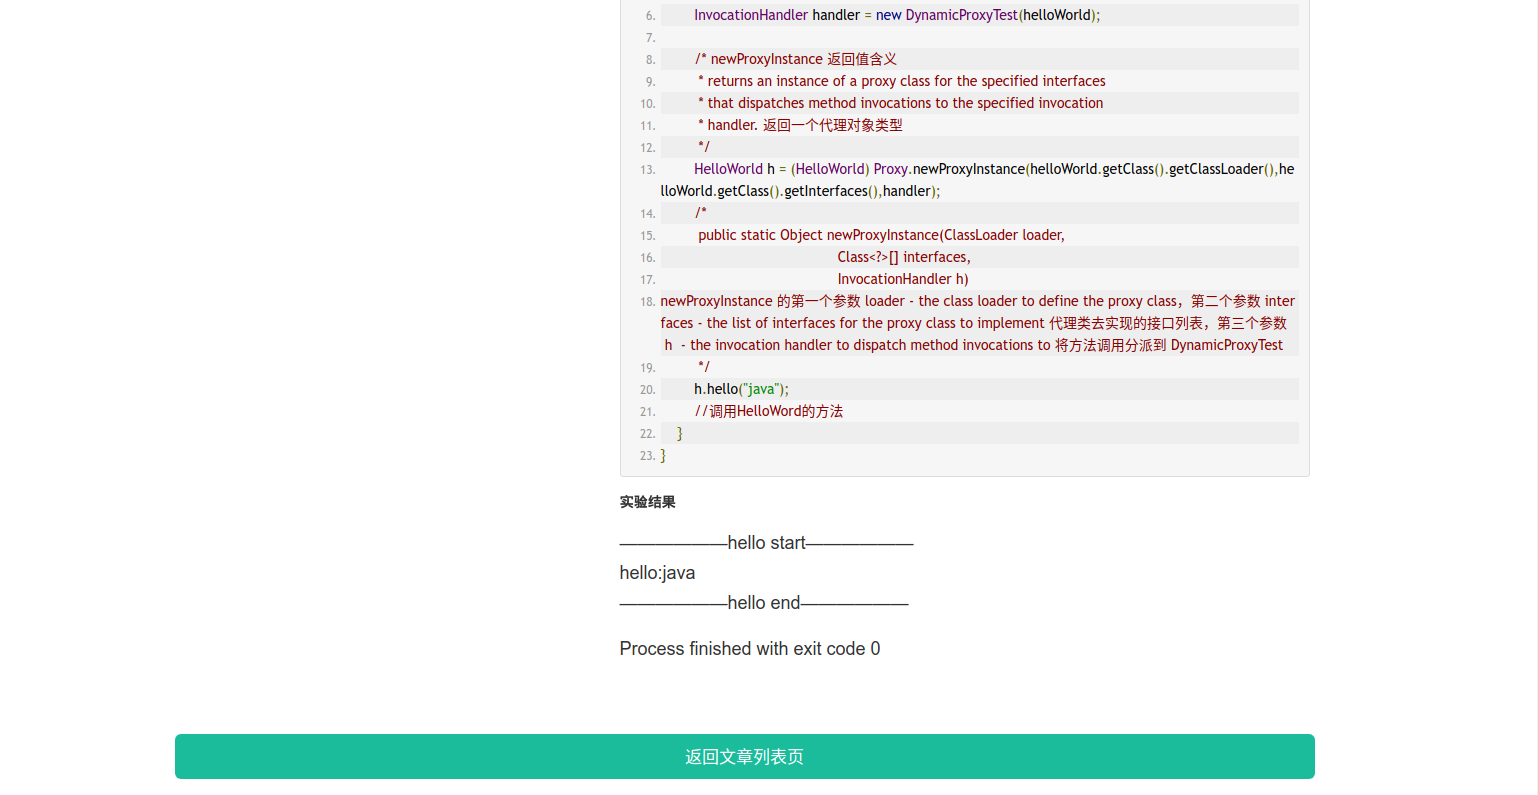 6. InvocationHandler handler = new DynamicProxyTest(helloWorld);
7.
8. /* newProxyInstance 返回值含义
9. * returns an instance of a proxy class for the specified interfaces
10. * that dispatches method invocations to the specified invocation
11. * handler. 返回一个代理对象类型
12. */
13. HelloWorld h = (HelloWorld) Proxy.newProxyInstance(helloWorld.getClass().getClassLoader(),he
lloWorld.getClass().getInterfaces(),handler);
14. /*
15. public static Object newProxyInstance(ClassLoader loader,
16. Class<?>[] interfaces,
17. InvocationHandler h)
18. newProxyInstance 的第一个参数 loader - the class loader to define the proxy class，第二个参数 inter
faces - the list of interfaces for the proxy class to implement 代理类去实现的接口列表，第三个参数
h - the invocation handler to dispatch method invocations to 将方法调用分派到 DynamicProxyTest
19. */
20. h.hello("java");
21. //调用HelloWord的方法
22. }
23. }
实验结果
——————hello start——————
hello:java
——————hello end——————
Process finished with exit code 0
返回文章列表页